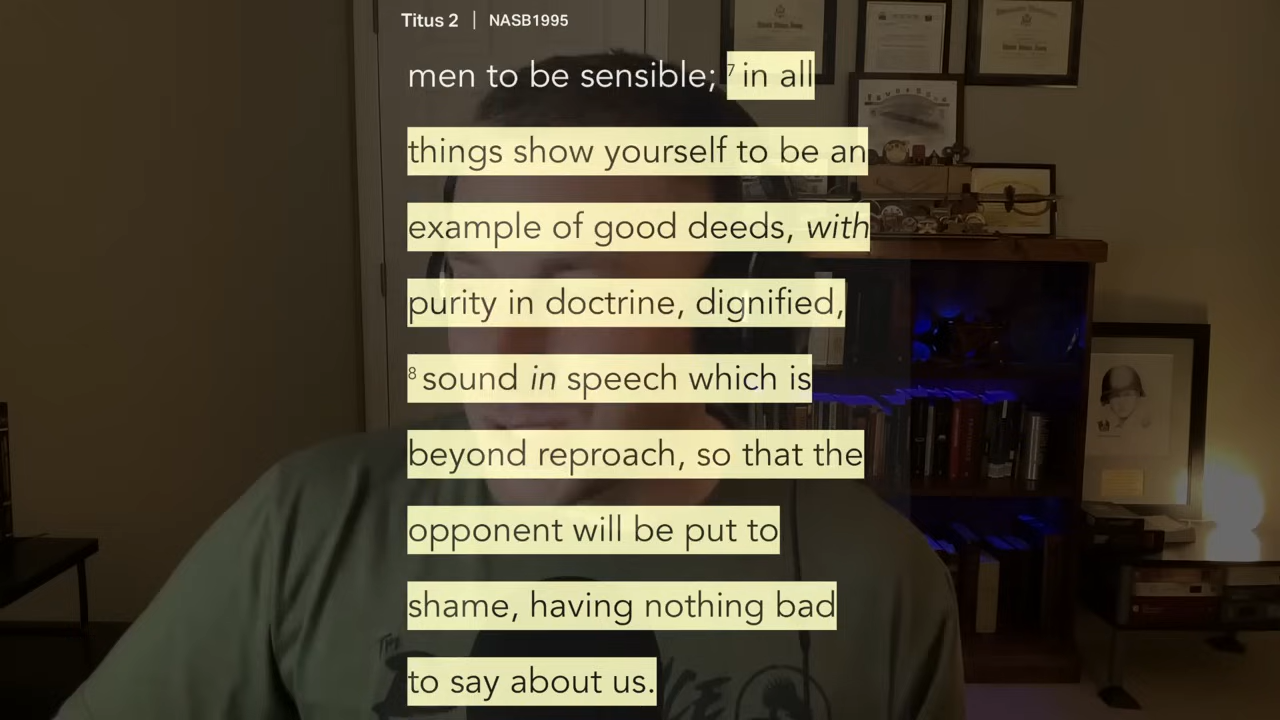 Titus 2 | NASB1995
men to be sensible; 7 in all
things show yourself to be an
example of good deeds, with
purity in doctrine, dignified,
8 sound in speech which is
beyond reproach, so that the
opponent will be put to
shame, having nothing bad
to say about us.